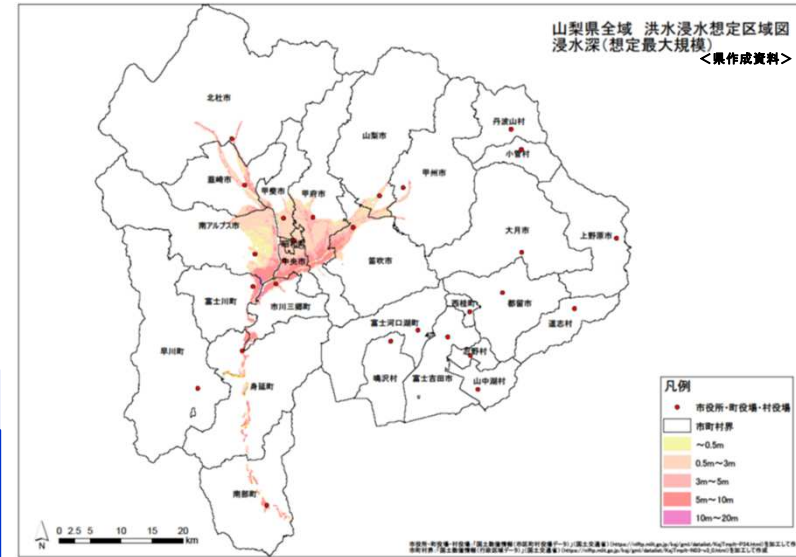 山梨県全域 洪水浸水想定区域図
浸水深(想定最大規模)
＜県作成資料＞
北杜市
丹波山村
小菅村
山梨市
甲州市
韮崎市
甲斐市
甲府市
南アルプス市
大月市
上野原市
中央市
笛吹市
富士川町
市川三郷町
西桂町
都留市
道志村
富士河口湖町
早川町
忍野村
鳴沢村
富士吉田市
山中湖村
身延町
南部町
凡例
市役所・町役場・村役場
市町村界
～0.5m
0.5m～3m
3m～5m
5m～10m
10m～20m
N
0 2.5 5 10 15 20
km